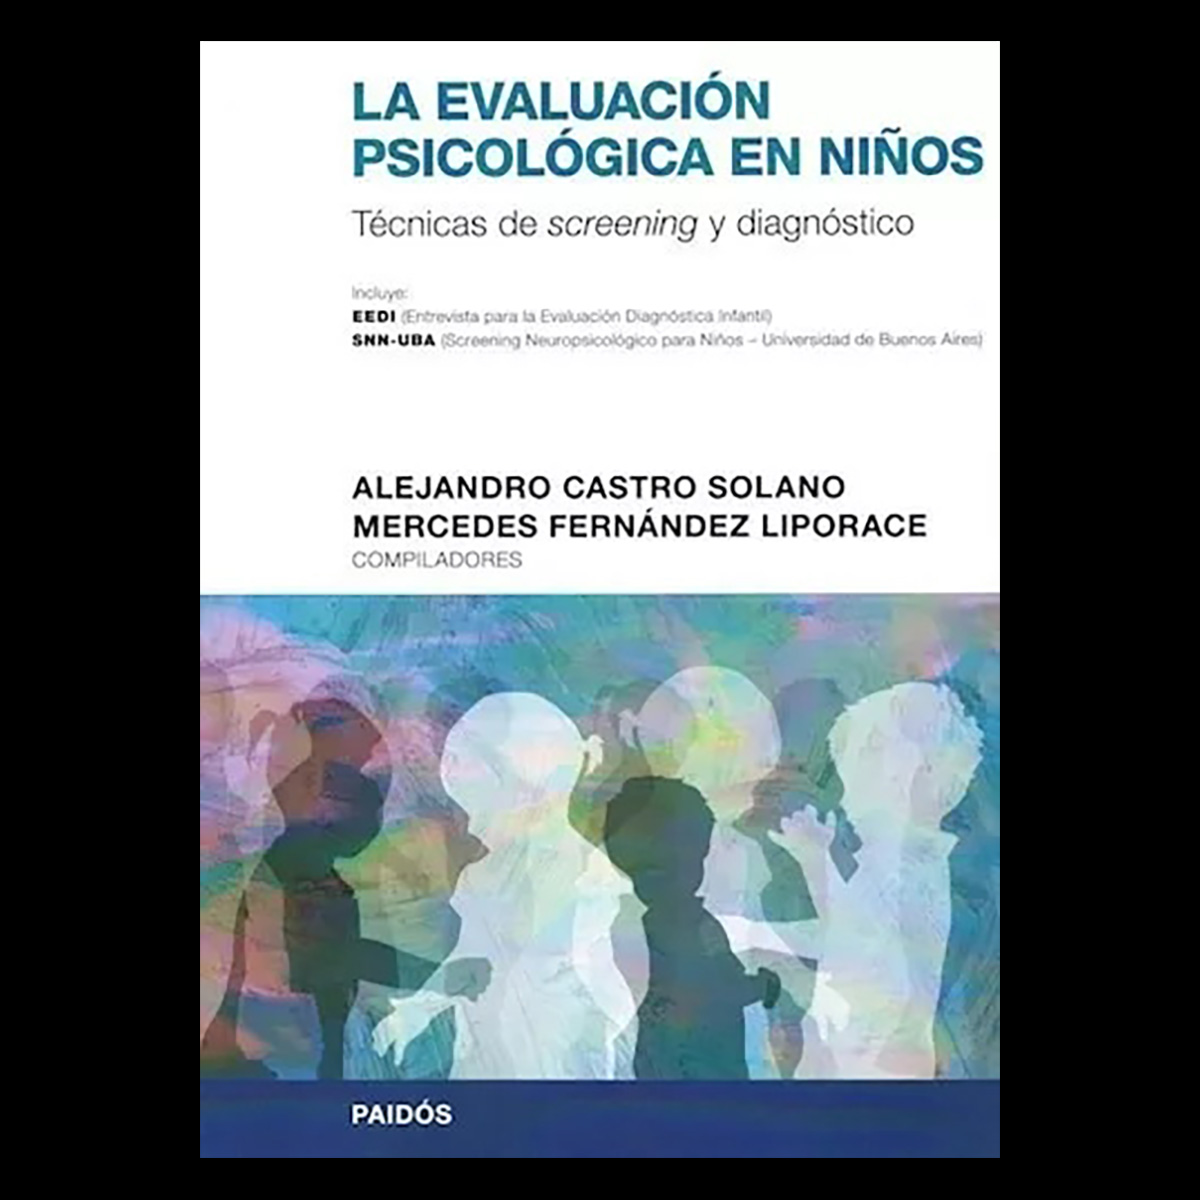 LA EVALUACIÓN
PSICOLÓGICA EN NIÑOS
Técnicas de screening y diagnóstico
Incluye:
EEDI (Entrevista para la Evaluación Diagnóstica Infantil)
SNN-UBA (Screening Neuropsicológico para Niños – Universidad de Buenos Aires)
ALEJANDRO CASTRO SOLANO
MERCEDES FERNÁNDEZ LIPORACE
COMPILADORES
PAIDÓS